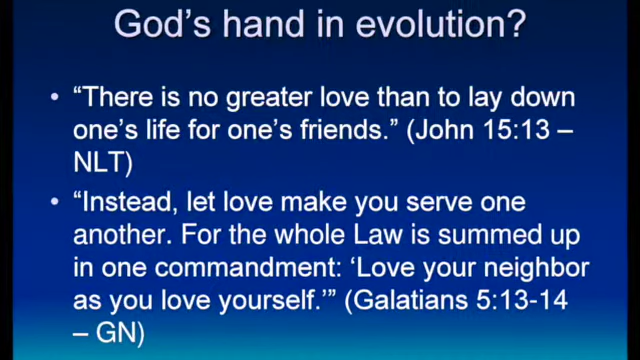 God's hand in evolution?
• “There is no greater love than to lay down
one's life for one's friends.” (John 15:13 –
NLT)
• “Instead, let love make you serve one
another. For the whole Law is summed up
in one commandment: ‘Love your neighbor
as you love yourself.’” (Galatians 5:13-14
– GN)